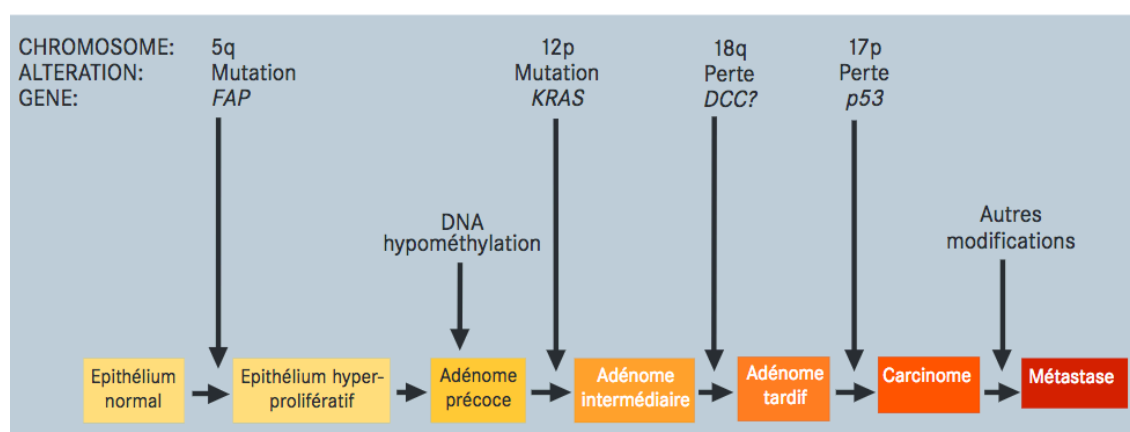 CHROMOSOME: 5q 12p 18q 17p
ALTERATION: Mutation Mutation Perte Perte
GENE: FAP KRAS DCC? p53
DNA
hypométhylation
Autres
modifications
Epithélium
normal
Epithélium hyper-
prolifératif
Adénome
précoce
Adénome
intermédiaire
Adénome
tardif
Carcinome
Métastase